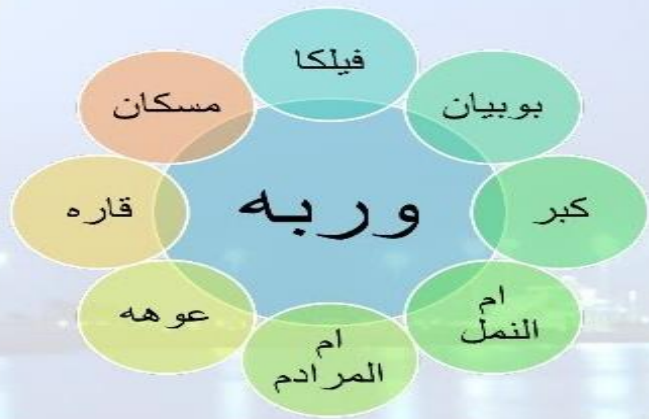 فيلكا
بوبيان
مسكان
وربه
كبر
قاره
ام
النمل
عوهه
ام
المرادم